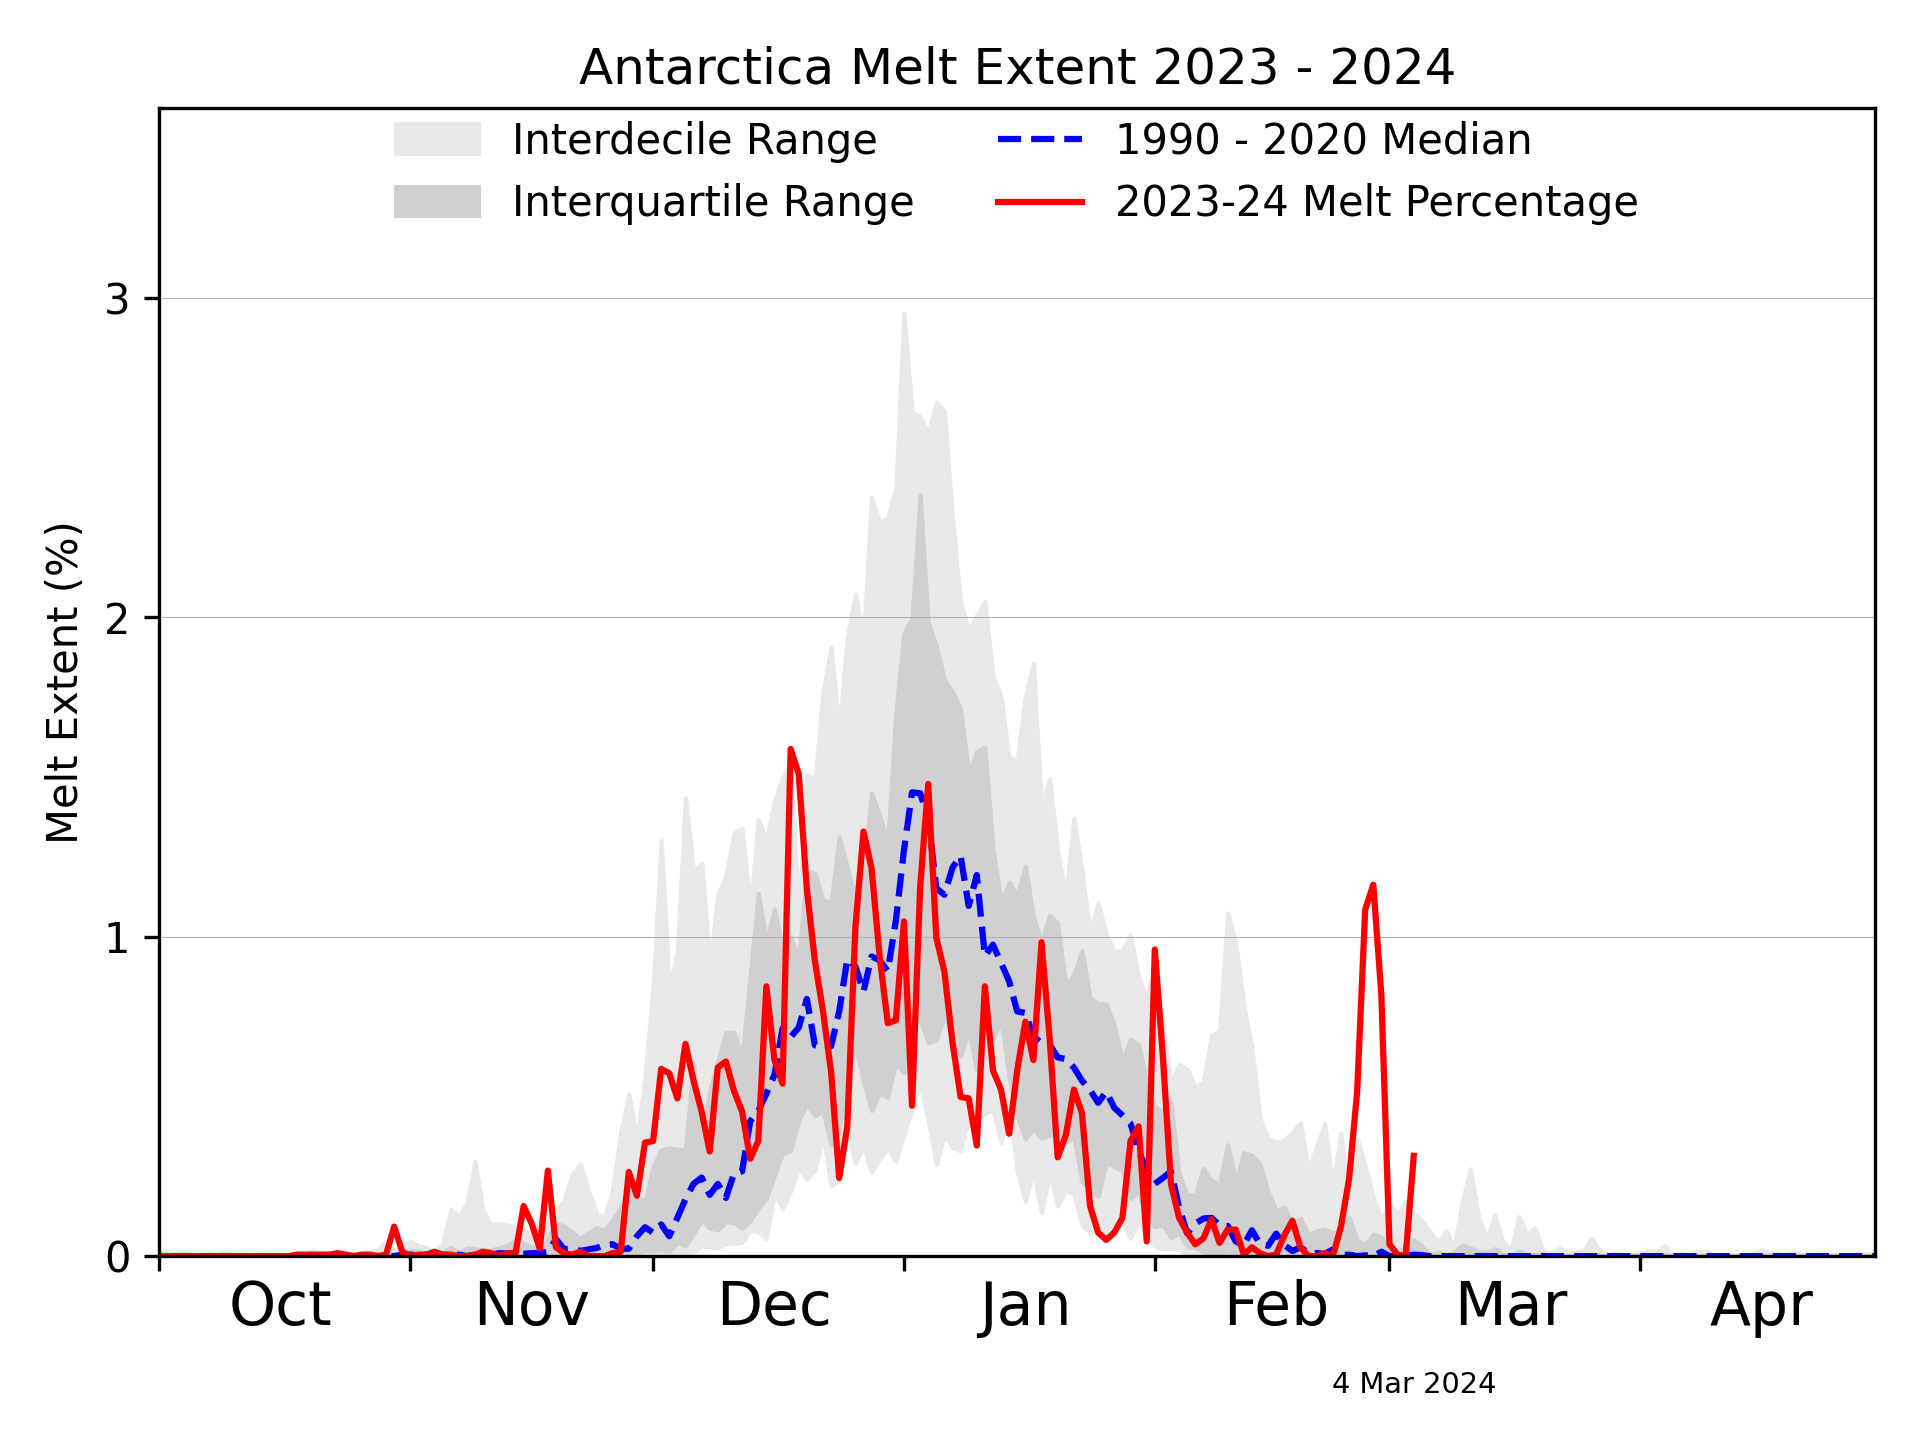 Antarctica Melt Extent 2023 - 2024
Interdecile Range
Interquartile Range
1990 - 2020 Median
2023-24 Melt Percentage
Melt Extent (%)
3
2
1
0
Oct Nov Dec Jan Feb Mar Apr
4 Mar 2024